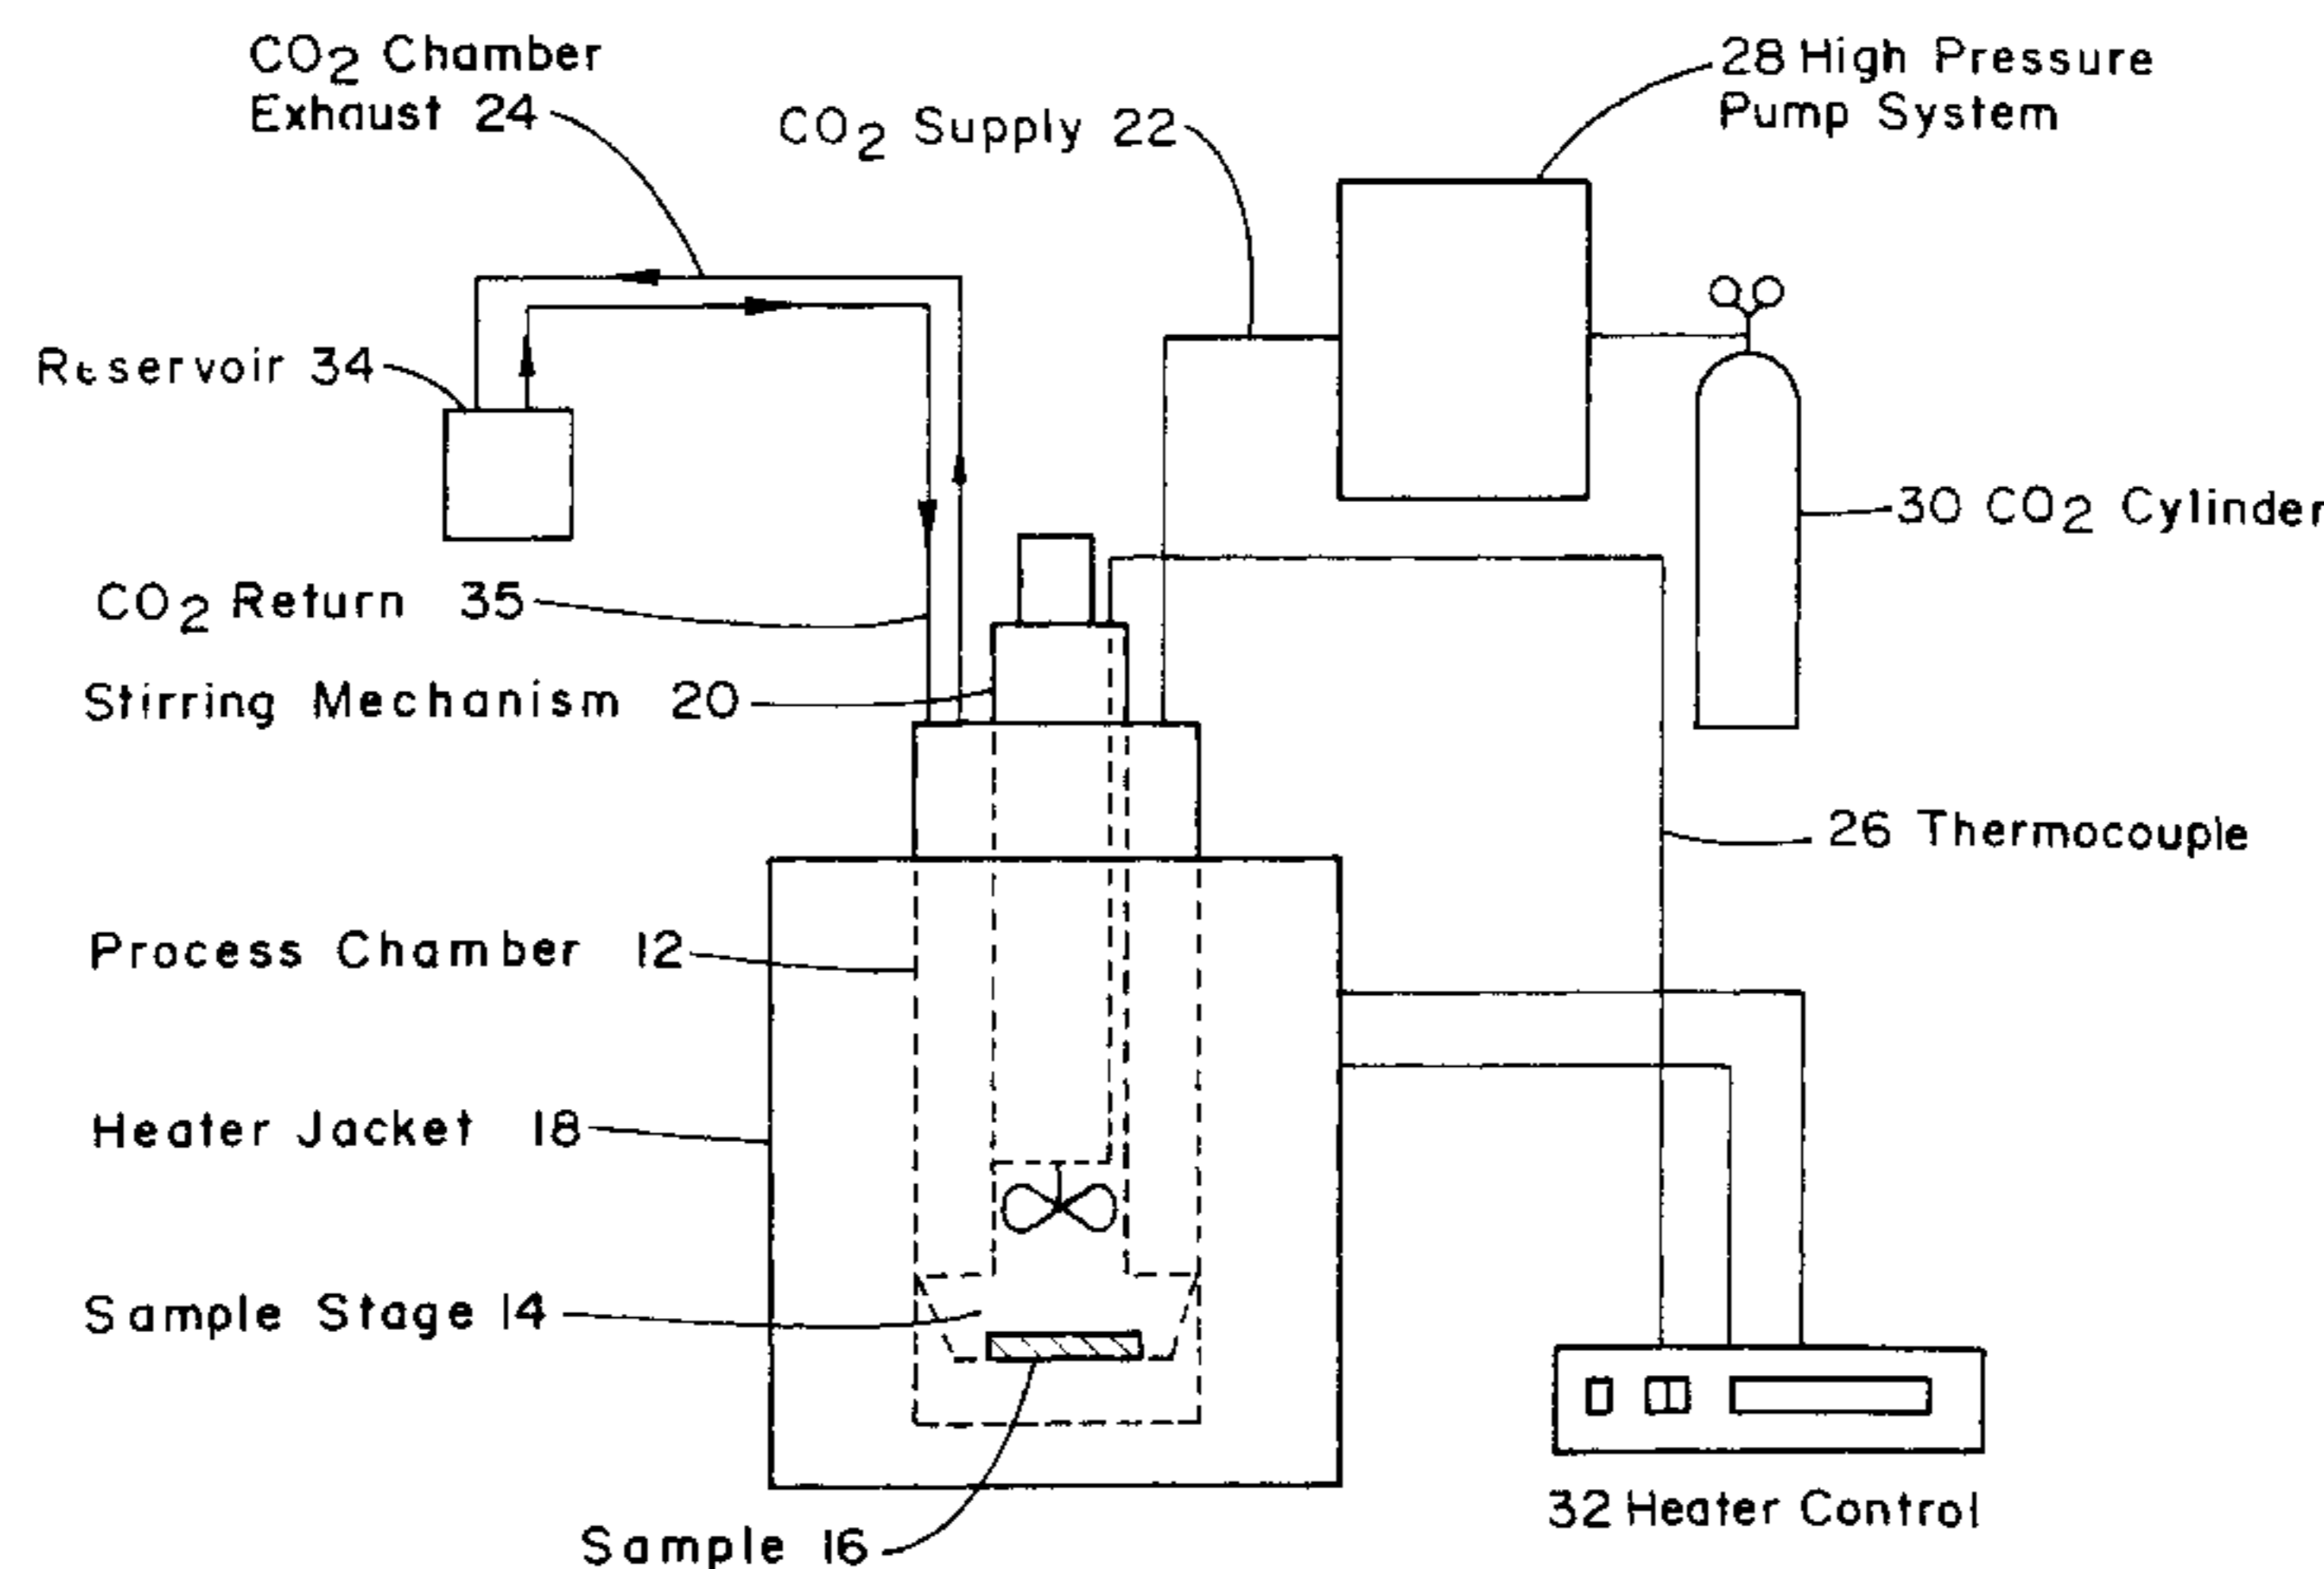 CO2 Chamber
Exhaust 24
CO2 Supply 22
28 High Pressure
Pump System
Reservoir 34
30 CO2 Cylinder
CO2 Return 35
Stirring Mechanism 20
26 Thermocouple
Process Chamber 12
Heater Jacket 18
Sample Stage 14
32 Heater Control
Sample 16